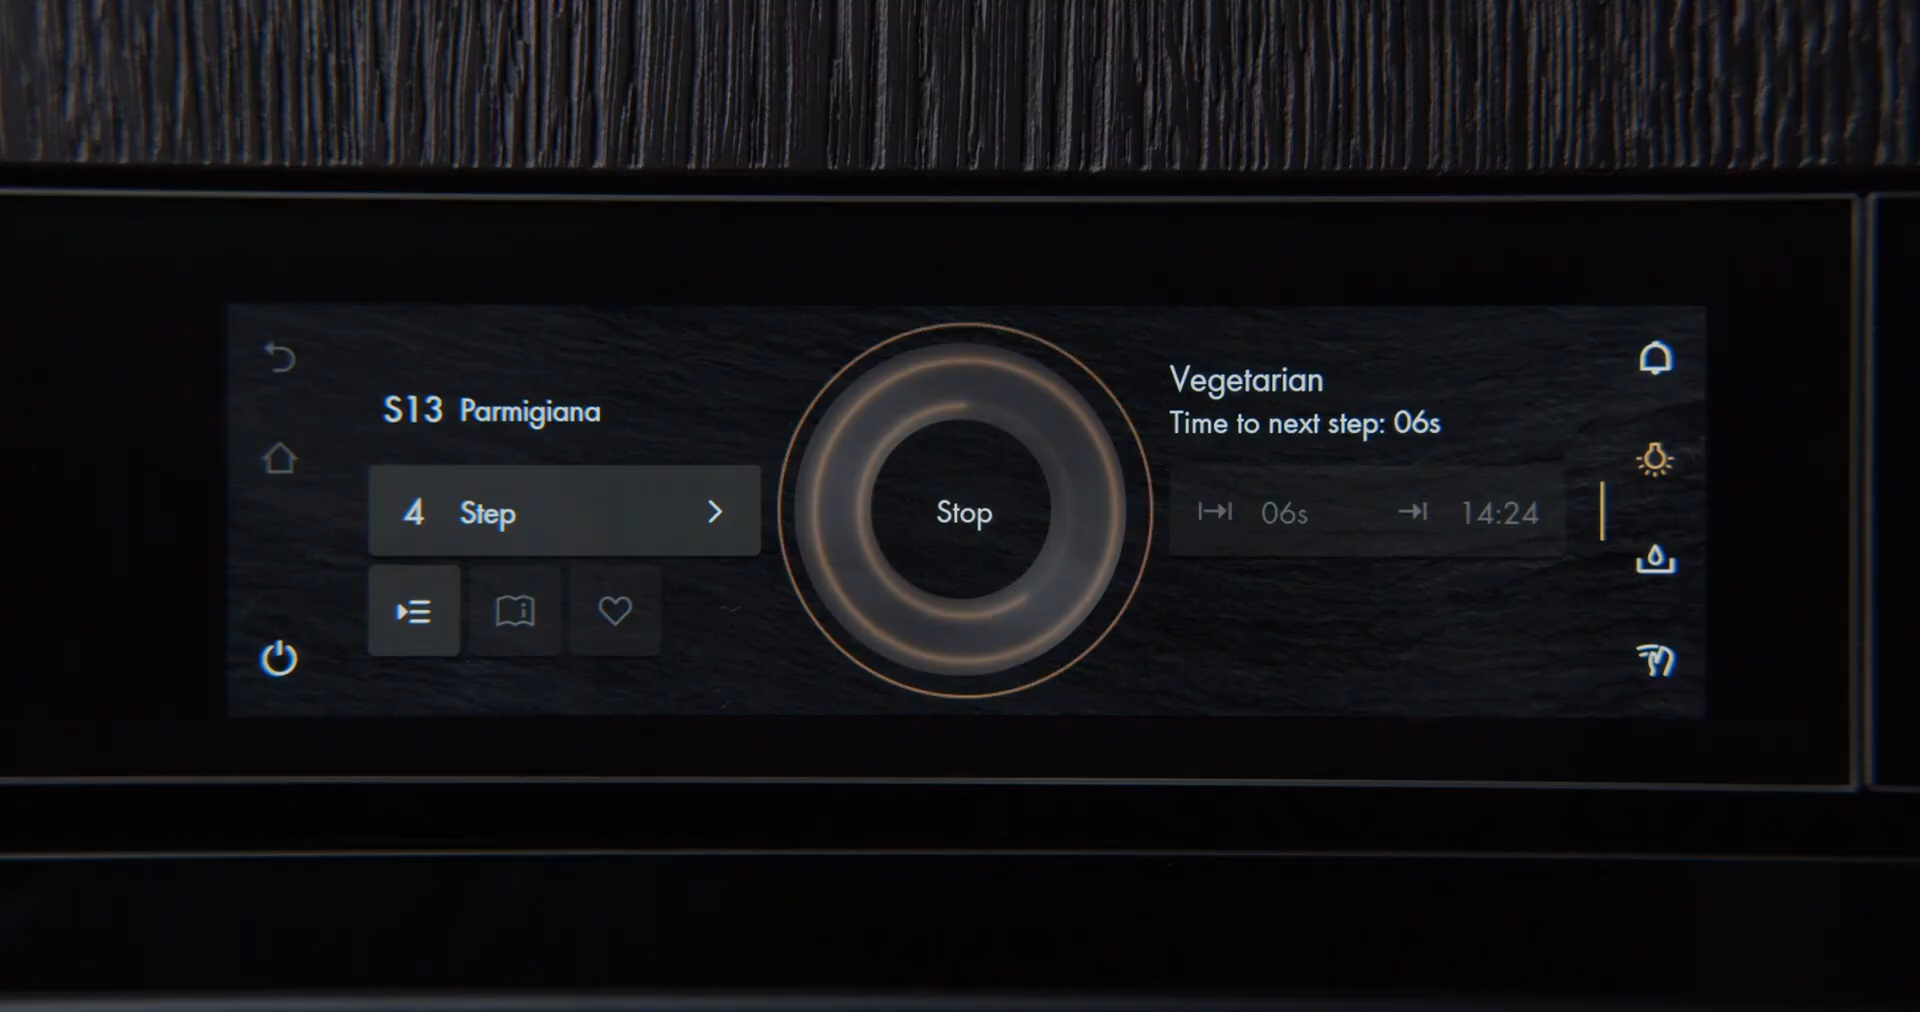 S13 Parmigiana
4 Step
Stop
Vegetarian
Time to next step: 06s
06s 14:24